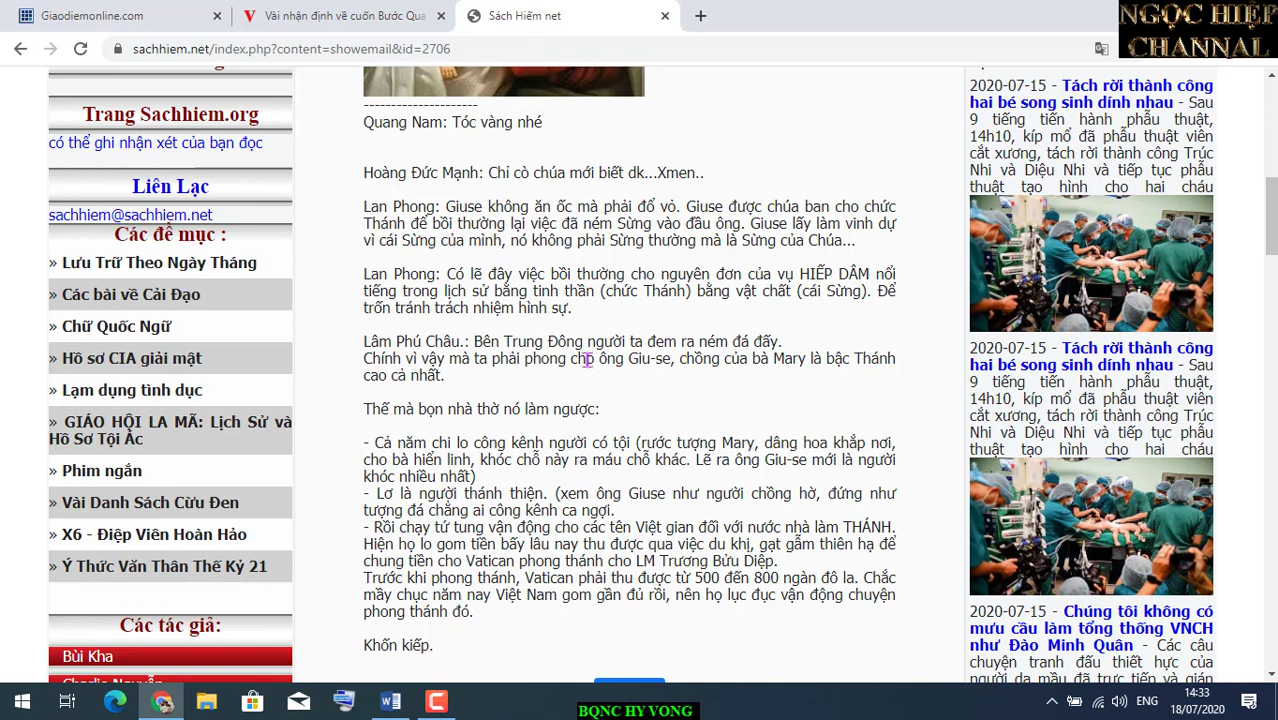 Giaodiemonline.com
Vài nhận định về cuốn Bước Qua
Sách Hiếm net
NGỌC HIỆP
CHANNAL
sachhiem.net/index.php?content=showemail&id=2706
Trang Sachhiem.org
có thể ghi nhận xét của bạn đọc
Liên Lạc
sachhiem@sachhiem.net
Các đề mục :
» Lưu Trữ Theo Ngày Tháng
» Các bài về Cải Đạo
» Chữ Quốc Ngữ
» Hồ sơ CIA giải mật
» Lạm dụng tình dục
» GIÁO HỘI LA MÃ: Lịch Sử và
Hồ Sơ Tội Ác
» Phim ngắn
» Vài Danh Sách Cừu Đen
» X6 - Điệp Viên Hoàn Hảo
» Ý Thức Văn Thân Thế Kỷ 21
Các tác giả:
Bùi Kha
Charlie Nguyễn
---------------------
Quang Nam: Tóc vàng nhé
Hoàng Đức Mạnh: Chỉ cò chúa mới biết dk...Xmen..
Lan Phong: Giuse không ăn ốc mà phải đổ vỏ. Giuse được chúa ban cho chức
Thánh để bồi thường lại việc đã ném Sừng vào đầu ông. Giuse lấy làm vinh dự
vì cái Sừng của mình, nó không phải Sừng thường mà là Sừng của Chúa...
Lan Phong: Có lẽ đây việc bồi thường cho nguyên đơn của vụ HIẾP DÂM nổi
tiếng trong lịch sử bằng tinh thần (chức Thánh) bằng vật chất (cái Sừng). Để
trốn tránh trách nhiệm hình sự.
Lâm Phú Châu.: Bên Trung Đông người ta đem ra ném đá đấy.
Chính vì vậy mà ta phải phong cho ông Giu-se, chồng của bà Mary là bậc Thánh
cao cả nhất.
Thế mà bọn nhà thờ nó làm ngược:
- Cả năm chỉ lo công kênh người có tội (rước tượng Mary, dâng hoa khắp nơi,
cho bà hiển linh, khóc chỗ này ra máu chỗ khác. Lẽ ra ông Giu-se mới là người
khóc nhiều nhất)
- Lơ là người thánh thiện. (xem ông Giuse như người chồng hờ, đứng như
tượng đá chẳng ai công kênh ca ngợi.
- Rồi chạy tứ tung vận động cho các tên Việt gian đối với nước nhà làm THÁNH.
Hiện họ lo gom tiền bấy lâu nay thu được qua việc du khị, gạt gẫm thiên hạ để
chung tiền cho Vatican phong thánh cho LM Trương Bửu Diệp.
Trước khi phong thánh, Vatican phải thu được từ 500 đến 800 ngàn đô la. Chắc
mầy chục năm nay Việt Nam gom gần đủ rồi, nên họ lục đục vận động chuyện
phong thánh đó.
Khốn kiếp.
2020-07-15 - Tách rời thành công
hai bé song sinh dính nhau - Sau
9 tiếng tiến hành phẫu thuật,
14h10, kíp mổ đã phẫu thuật viên
cắt xương, tách rời thành công Trúc
Nhi và Diệu Nhi và tiếp tục phẫu
thuật tạo hình cho hai cháu
2020-07-15 - Tách rời thành công
hai bé song sinh dính nhau - Sau
9 tiếng tiến hành phẫu thuật,
14h10, kíp mổ đã phẫu thuật viên
cắt xương, tách rời thành công Trúc
Nhi và Diệu Nhi và tiếp tục phẫu
thuật tạo hình cho hai cháu
2020-07-15 - Chúng tôi không có
mưu cầu làm tổng thống VNCH
như Đào Minh Quân - Các câu
chuyện tranh đấu thiết hực của
người da mầu đã trực tiến và gián
ENG
14:33
18/07/2020
BQNC HY VONG